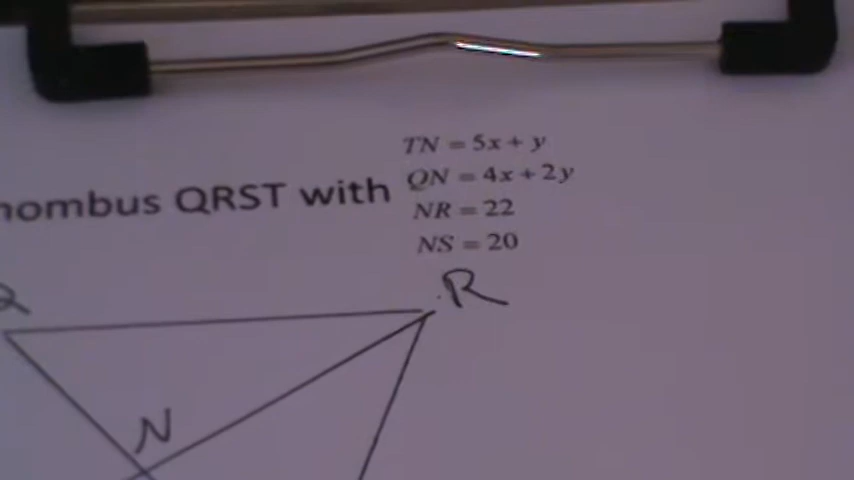 TN = 5x + y
QN = 4x + 2y
hombus QRST with
NR = 22
NS = 20
R
N